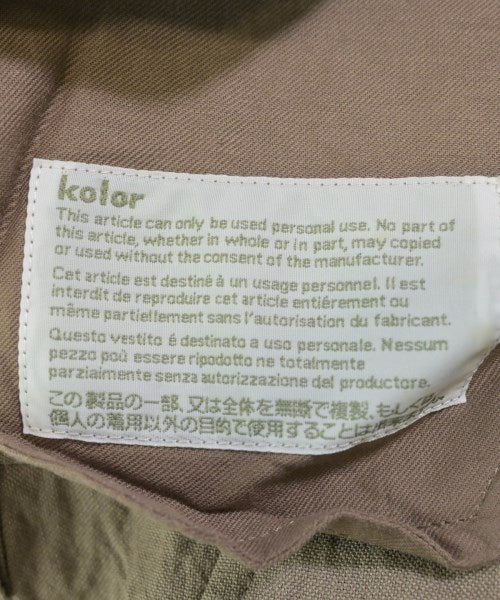 kolor
This article can only be used personal use. No part of
this article, whether in whole or in part, may copied
or used without the consent of the manufacturer.
Cet article est destiné à un usage personnel. Il est
interdit de reproduire cet article entiérement ou
même partiellement sans l'autorisation du fabricant.
Questo vestito é destinato a uso personale. Nessum
pezzo poù essere ripodotto ne totalmente
parzialmente senza autorizzazione del productore.
この製品の一部、又は全体を無断で複製、もしくは
個人の着用以外の目的で使用することは